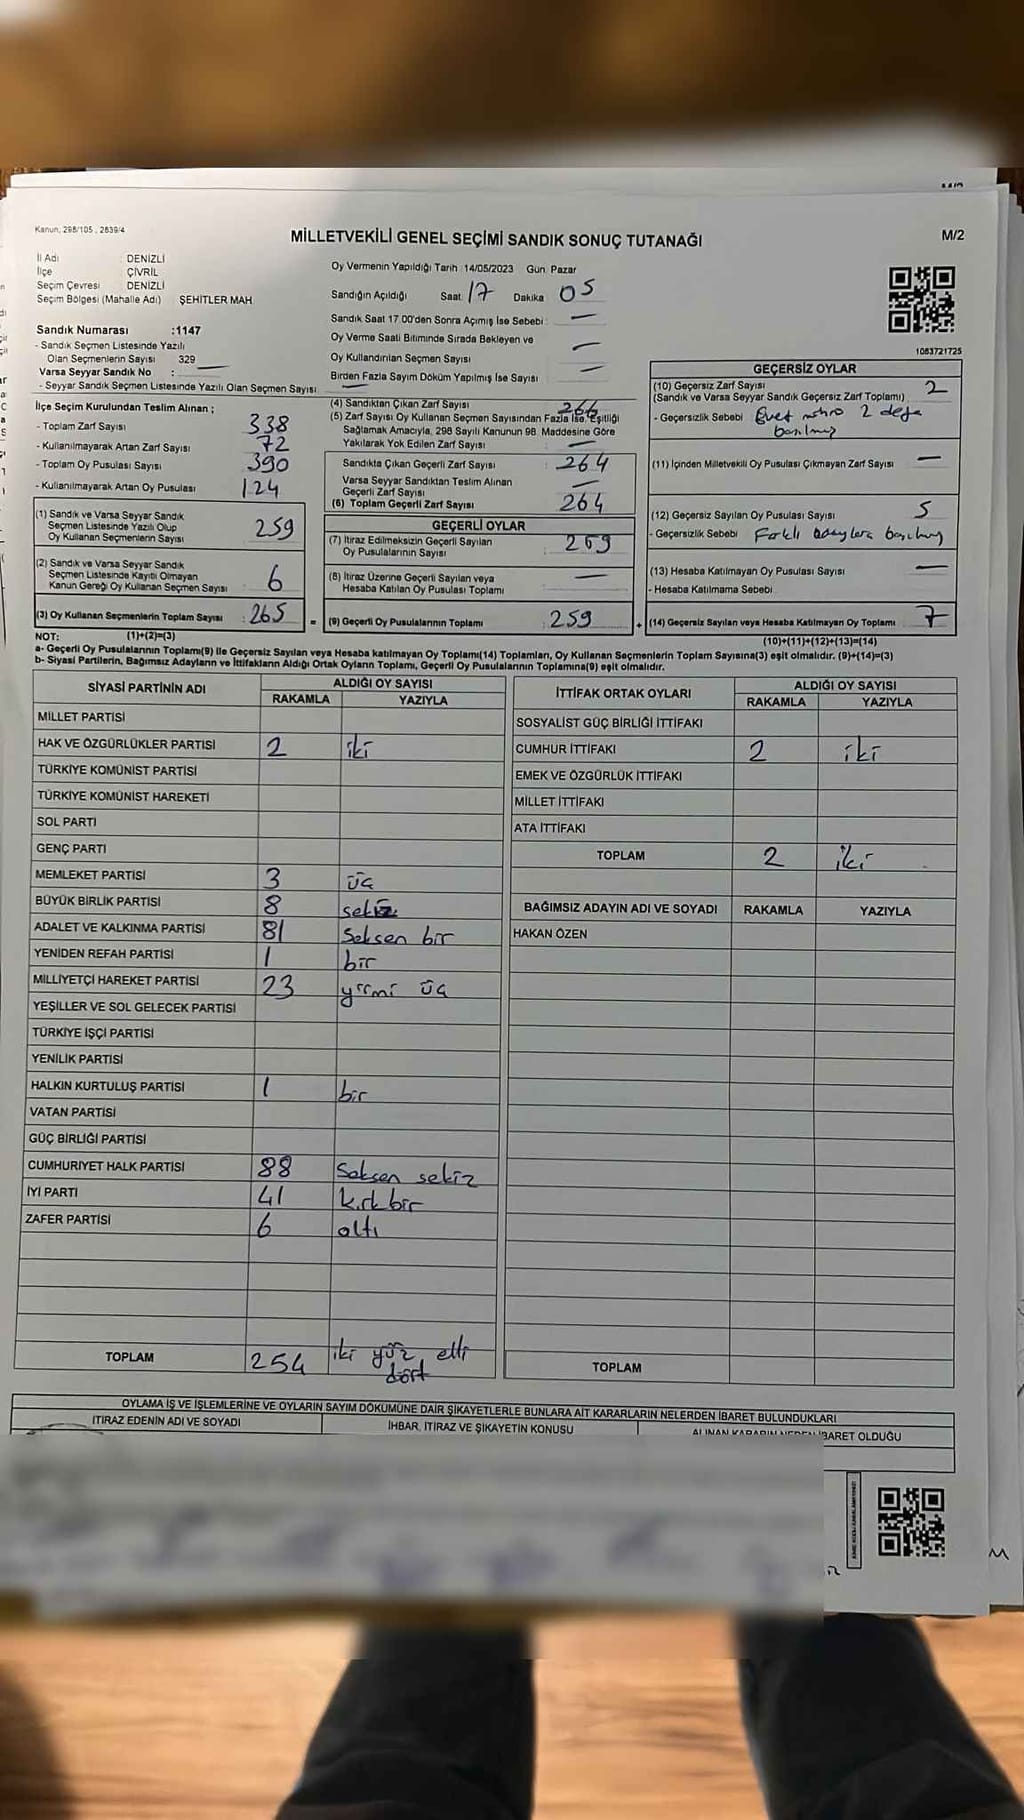 Kanun, 298/105 , 2839/4
MİLLETVEKİLİ GENEL SEÇİMİ SANDIK SONUÇ TUTANAĞI
M/2
İl Adı : DENİZLİ
İlçe : ÇİVRİL
Seçim Çevresi : DENİZLİ
Seçim Bölgesi (Mahalle Adı) ŞEHİTLER MAH
Oy Vermenin Yapıldığı Tarih :14/05/2023 Gün: Pazar
Sandığın Açıldığı Saat: 17 Dakika: 05
Sandık Saat 17.00'den Sonra Açımış İse Sebebi : —
Oy Verme Saati Bitiminde Sırada Bekleyen ve
Oy Kullandırılan Seçmen Sayısı —
Birden Fazla Sayım Döküm Yapılmış İse Sayısı —
1083721725
Sandık Numarası :1147
- Sandık Seçmen Listesinde Yazılı
Olan Seçmenlerin Sayısı 329
Varsa Seyyar Sandık No : —
- Seyyar Sandık Seçmen Listesinde Yazılı Olan Seçmen Sayısı: —
İlçe Seçim Kurulundan Teslim Alınan ;
- Toplam Zarf Sayısı : 338
- Kullanılmayarak Artan Zarf Sayısı : 72
- Toplam Oy Pusulası Sayısı : 390
- Kullanılmayarak Artan Oy Pusulası : 124
(1) Sandık ve Varsa Seyyar Sandık
Seçmen Listesinde Yazılı Olup
Oy Kullanan Seçmenlerin Sayısı : 259
(2) Sandık ve Varsa Seyyar Sandık
Seçmen Listesinde Kayıtlı Olmayan
Kanun Gereği Oy Kullanan Seçmen Sayısı : 6
(3) Oy Kullanan Seçmenlerin Toplam Sayısı : 265
(1)+(2)=(3)
(4) Sandıktan Çıkan Zarf Sayısı : 266
(5) Zarf Sayısı Oy Kullanan Seçmen Sayısından Fazla İse, Eşitliği
Sağlamak Amacıyla, 298 Sayılı Kanunun 98. Maddesine Göre
Yakılarak Yok Edilen Zarf Sayısı : —
Sandıkta Çıkan Geçerli Zarf Sayısı : 264
Varsa Seyyar Sandıktan Teslim Alınan
Geçerli Zarf Sayısı : —
(6) Toplam Geçerli Zarf Sayısı : 264
GEÇERLİ OYLAR
(7) İtiraz Edilmeksizin Geçerli Sayılan
Oy Pusulalarının Sayısı : 259
(8) İtiraz Üzerine Geçerli Sayılan veya
Hesaba Katılan Oy Pusulası Toplamı : —
= (9) Geçerli Oy Pusulalarının Toplamı : 259 +
GEÇERSİZ OYLAR
(10) Geçersiz Zarf Sayısı : 2
(Sandık ve Varsa Seyyar Sandık Geçersiz Zarf Toplamı)
- Geçersizlik Sebebi : Evet mührü 2 defa
basılmış
(11) İçinden Milletvekili Oy Pusulası Çıkmayan Zarf Sayısı : —
(12) Geçersiz Sayılan Oy Pusulası Sayısı : 5
- Geçersizlik Sebebi : Farklı adaylara basılmış
(13) Hesaba Katılmayan Oy Pusulası Sayısı : —
- Hesaba Katılmama Sebebi :
(14) Geçersiz Sayılan veya Hesaba Katılmayan Oy Toplamı : 7
(10)+(11)+(12)+(13)=(14)
NOT:
a- Geçerli Oy Pusulalarının Toplamı(9) ile Geçersiz Sayılan veya Hesaba katılmayan Oy Toplamı(14) Toplamları, Oy Kullanan Seçmenlerin Toplam Sayısına(3) eşit olmalıdır. (9)+(14)=(3)
b- Siyasi Partilerin, Bağımsız Adayların ve İttifakların Aldığı Ortak Oyların Toplamı, Geçerli Oy Pusulalarının Toplamına(9) eşit olmalıdır.
SİYASİ PARTİNİN ADI ALDIĞI OY SAYISI
RAKAMLA YAZIYLA
MİLLET PARTİSİ
HAK VE ÖZGÜRLÜKLER PARTİSİ 2 iki
TÜRKİYE KOMÜNİST PARTİSİ
TÜRKİYE KOMÜNİST HAREKETİ
SOL PARTİ
GENÇ PARTİ
MEMLEKET PARTİSİ 3 üç
BÜYÜK BİRLİK PARTİSİ 8 sekiz
ADALET VE KALKINMA PARTİSİ 81 Seksen bir
YENİDEN REFAH PARTİSİ 1 bir
MİLLİYETÇİ HAREKET PARTİSİ 23 yirmi üç
YEŞİLLER VE SOL GELECEK PARTİSİ
TÜRKİYE İŞÇİ PARTİSİ
YENİLİK PARTİSİ
HALKIN KURTULUŞ PARTİSİ 1 bir
VATAN PARTİSİ
GÜÇ BİRLİĞİ PARTİSİ
CUMHURİYET HALK PARTİSİ 88 Seksen sekiz
İYİ PARTİ 41 kırk bir
ZAFER PARTİSİ 6 altı
TOPLAM 254 iki yüz elli
dört
İTTİFAK ORTAK OYLARI ALDIĞI OY SAYISI
RAKAMLA YAZIYLA
SOSYALİST GÜÇ BİRLİĞİ İTTİFAKI
CUMHUR İTTİFAKI 2 iki
EMEK VE ÖZGÜRLÜK İTTİFAKI
MİLLET İTTİFAKI
ATA İTTİFAKI
TOPLAM 2 iki
BAĞIMSIZ ADAYIN ADI VE SOYADI RAKAMLA YAZIYLA
HAKAN ÖZEN
TOPLAM
OYLAMA İŞ VE İŞLEMLERİNE VE OYLARIN SAYIM DÖKÜMÜNE DAİR ŞİKAYETLERLE BUNLARA AİT KARARLARIN NELERDEN İBARET BULUNDUKLARI
İTİRAZ EDENİN ADI VE SOYADI İHBAR, İTİRAZ VE ŞİKAYETİN KONUSU ALINAN KARARIN NEDEN İBARET OLDUĞU